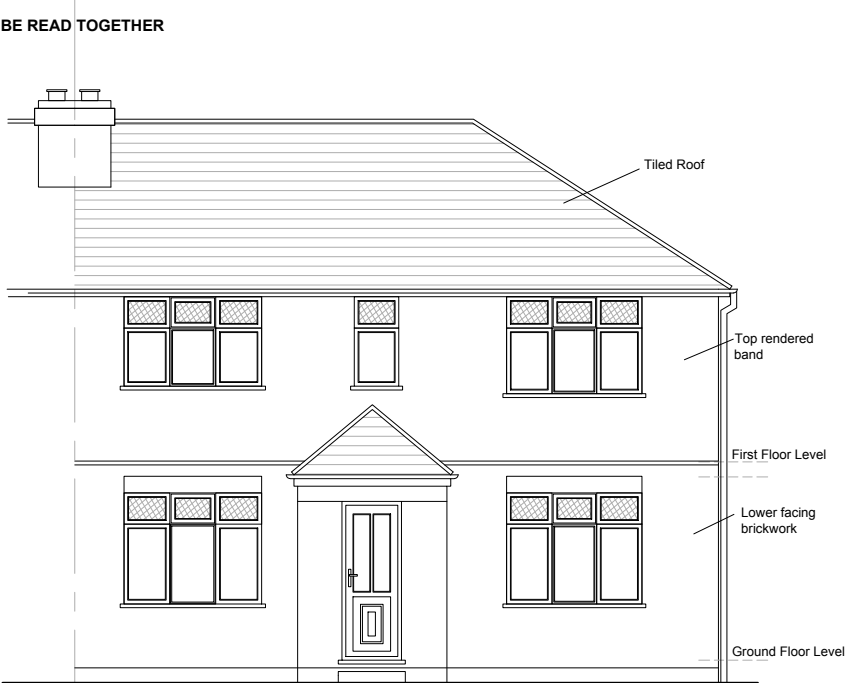 BE READ TOGETHER
Tiled Roof
Top rendered
band
First Floor Level
Lower facing
brickwork
Ground Floor Level